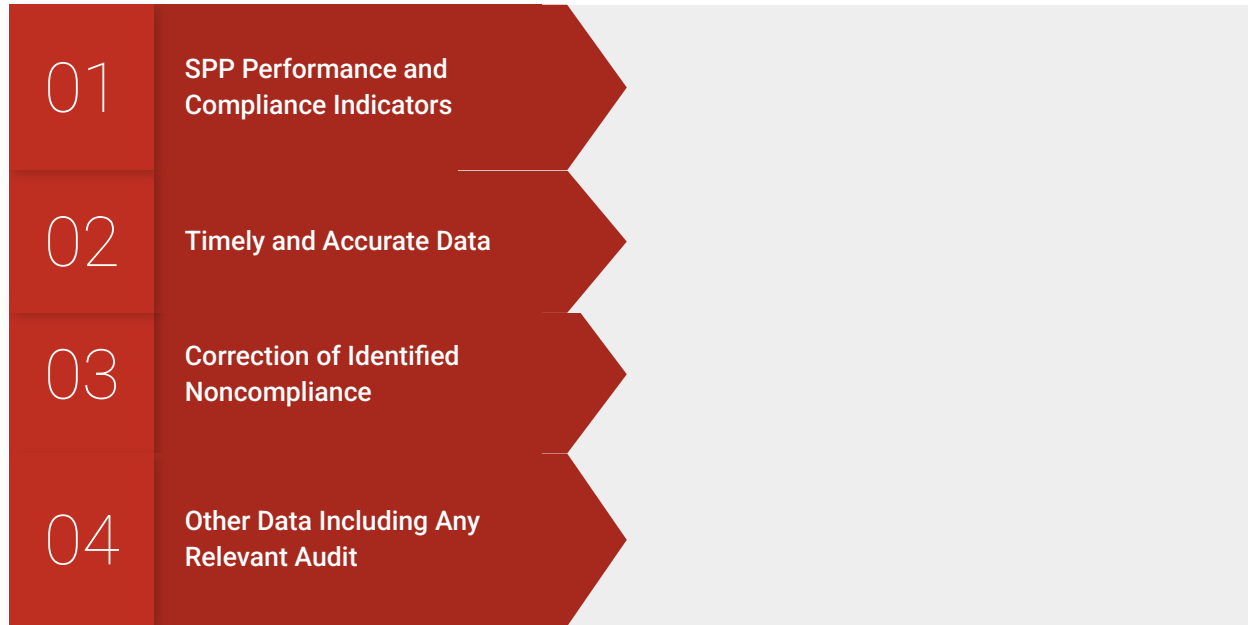 01
SPP Performance and
Compliance Indicators
02
Timely and Accurate Data
03
Correction of Identified
Noncompliance
04
Other Data Including Any
Relevant Audit